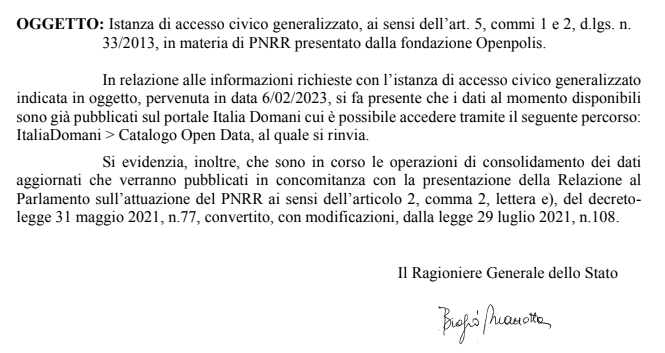 OGGETTO: Istanza di accesso civico generalizzato, ai sensi dell'art. 5, commi 1 e 2, d.lgs. n.
33/2013, in materia di PNRR presentato dalla fondazione Openpolis.
In relazione alle informazioni richieste con l'istanza di accesso civico generalizzato
indicata in oggetto, pervenuta in data 6/02/2023, si fa presente che i dati al momento disponibili
sono già pubblicati sul portale Italia Domani cui è possibile accedere tramite il seguente percorso:
ItaliaDomani > Catalogo Open Data, al quale si rinvia.
Si evidenzia, inoltre, che sono in corso le operazioni di consolidamento dei dati
aggiornati che verranno pubblicati in concomitanza con la presentazione della Relazione al
Parlamento sull'attuazione del PNRR ai sensi dell'articolo 2, comma 2, lettera e), del decreto-
legge 31 maggio 2021, n.77, convertito, con modificazioni, dalla legge 29 luglio 2021, n.108.
Il Ragioniere Generale dello Stato